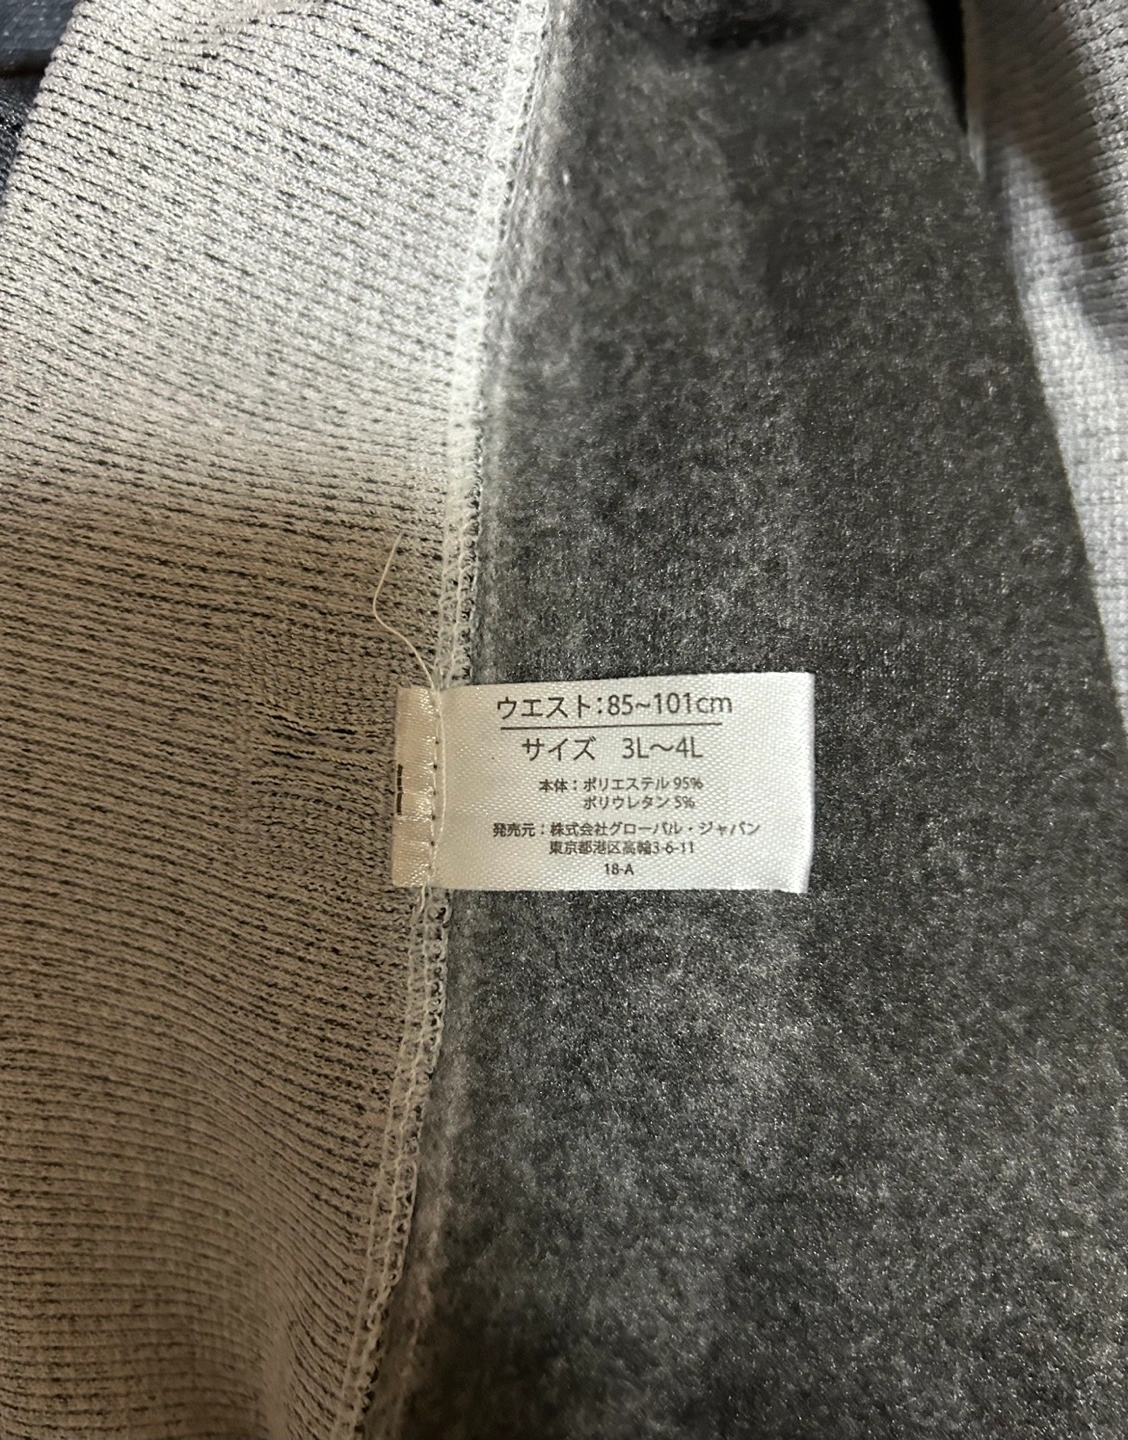 ウエスト:85~101cm
サイズ 3L～4L
本体：ポリエステル 95%
ポリウレタン 5%
発売元：株式会社グローバル・ジャパン
東京都港区高輪3-6-11
18-A